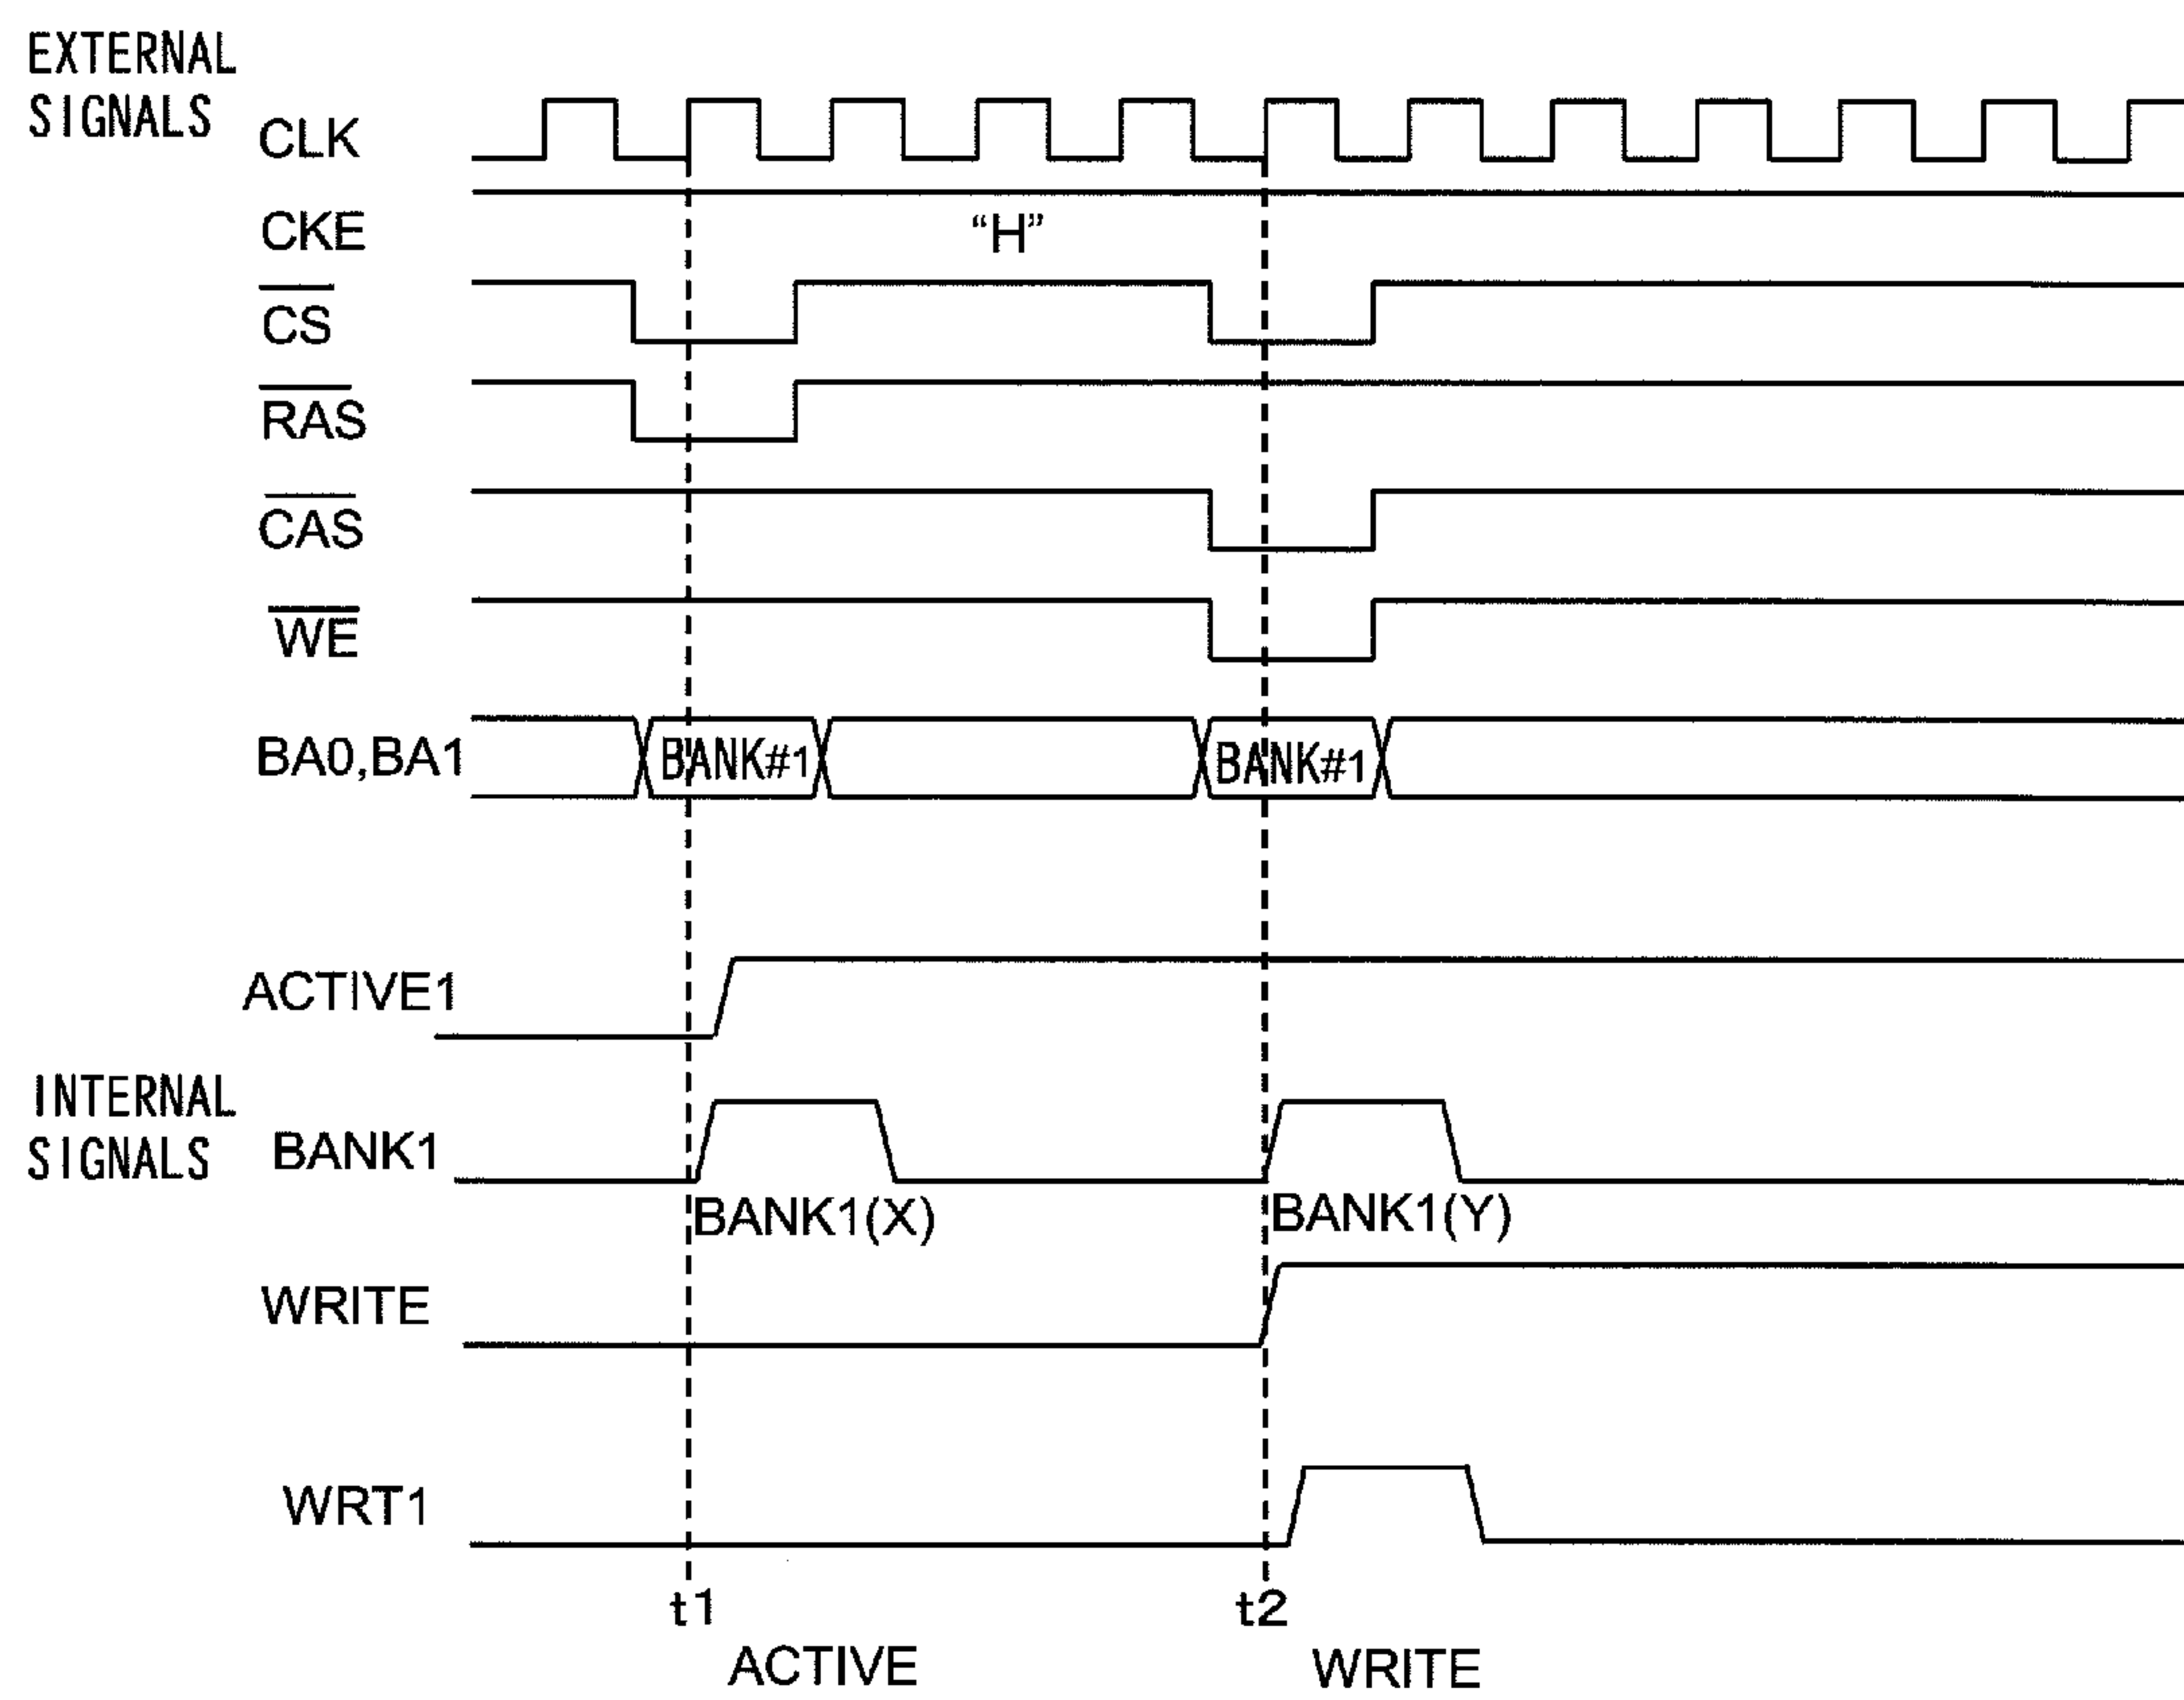 EXTERNAL
SIGNALS
CLK
CKE
“H”
CS
RAS
CAS
WE
BA0,BA1
BANK#1
BANK#1
ACTIVE1
INTERNAL
SIGNALS
BANK1
BANK1(X)
BANK1(Y)
WRITE
WRT1
t1
t2
ACTIVE
WRITE